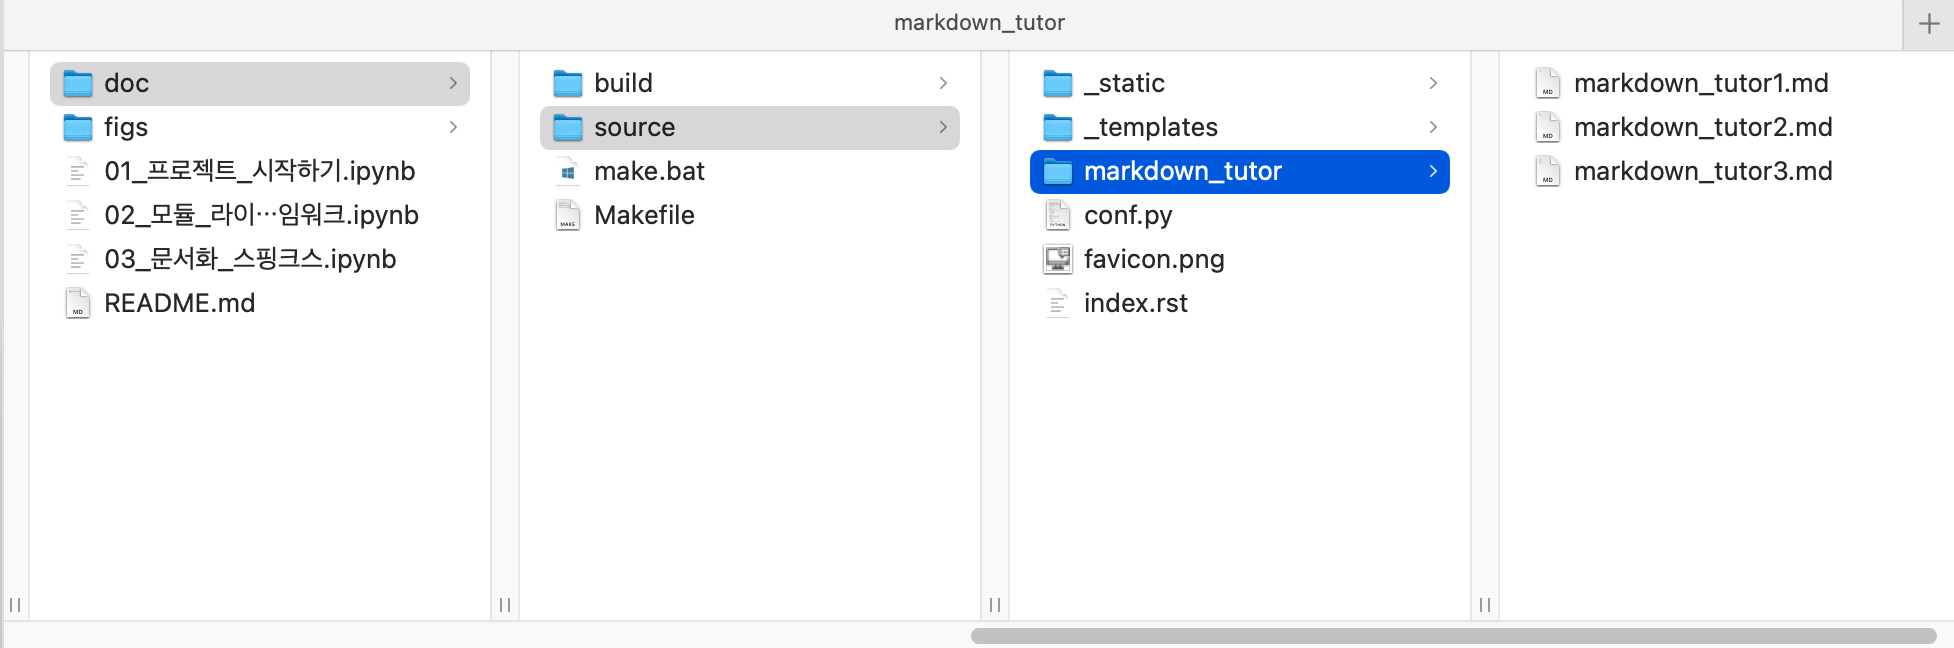 markdown_tutor
doc
figs
01_프로젝트_시작하기.ipynb
02_모듈_라이…임워크.ipynb
03_문서화_스핑크스.ipynb
README.md
build
source
make.bat
Makefile
_static
_templates
markdown_tutor
conf.py
favicon.png
index.rst
markdown_tutor1.md
markdown_tutor2.md
markdown_tutor3.md